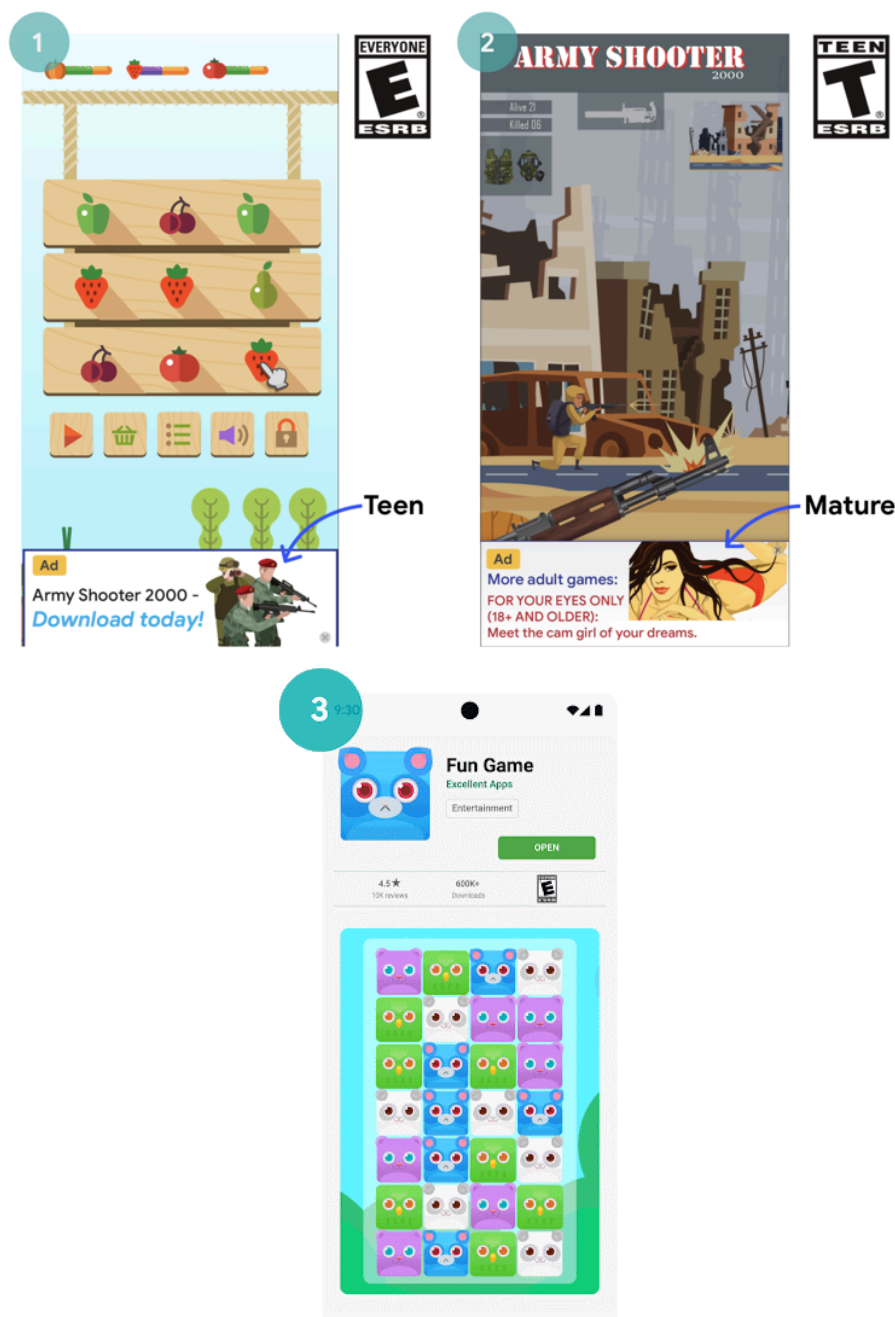 1
EVERYONE
E
ESRB
Ad
Army Shooter 2000 -
Download today!
Teen
2
ARMY SHOOTER
2000
TEEN
T
ESRB
Alive 21
Killed 06
Ad
More adult games:
FOR YOUR EYES ONLY
(18+ AND OLDER):
Meet the cam girl of your dreams.
Mature
3
9:30
Fun Game
Excellent Apps
Entertainment
OPEN
4.5★ 600K+
10K reviews Downloads
E